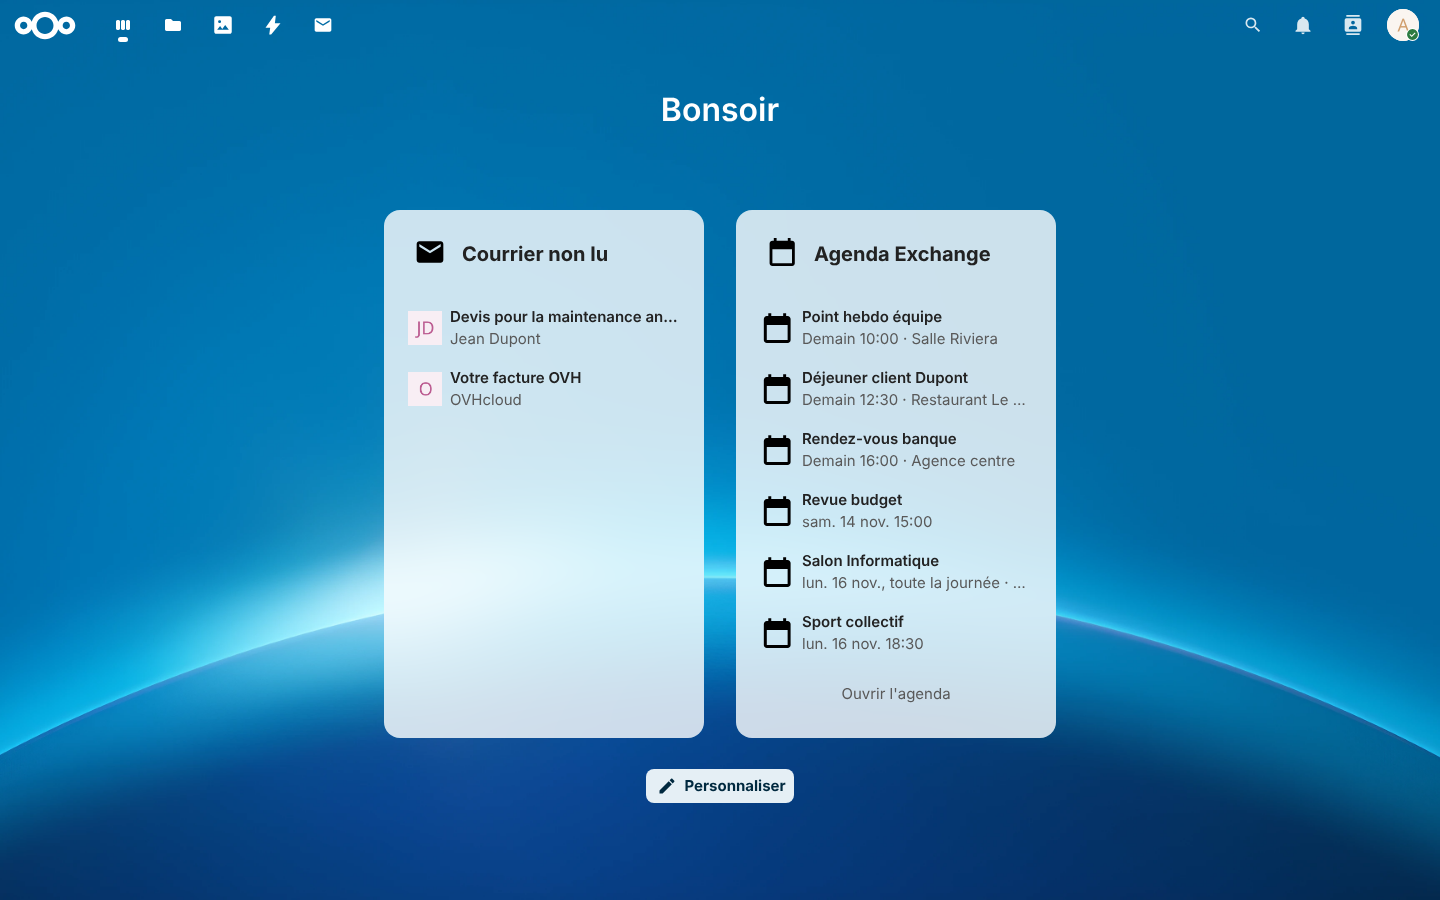 A
Bonsoir
Courrier non lu
JD
Devis pour la maintenance an...
Jean Dupont
O
Votre facture OVH
OVHcloud
Agenda Exchange
Point hebdo équipe
Demain 10:00 · Salle Riviera
Déjeuner client Dupont
Demain 12:30 · Restaurant Le ...
Rendez-vous banque
Demain 16:00 · Agence centre
Revue budget
sam. 14 nov. 15:00
Salon Informatique
lun. 16 nov., toute la journée · ...
Sport collectif
lun. 16 nov. 18:30
Ouvrir l'agenda
Personnaliser